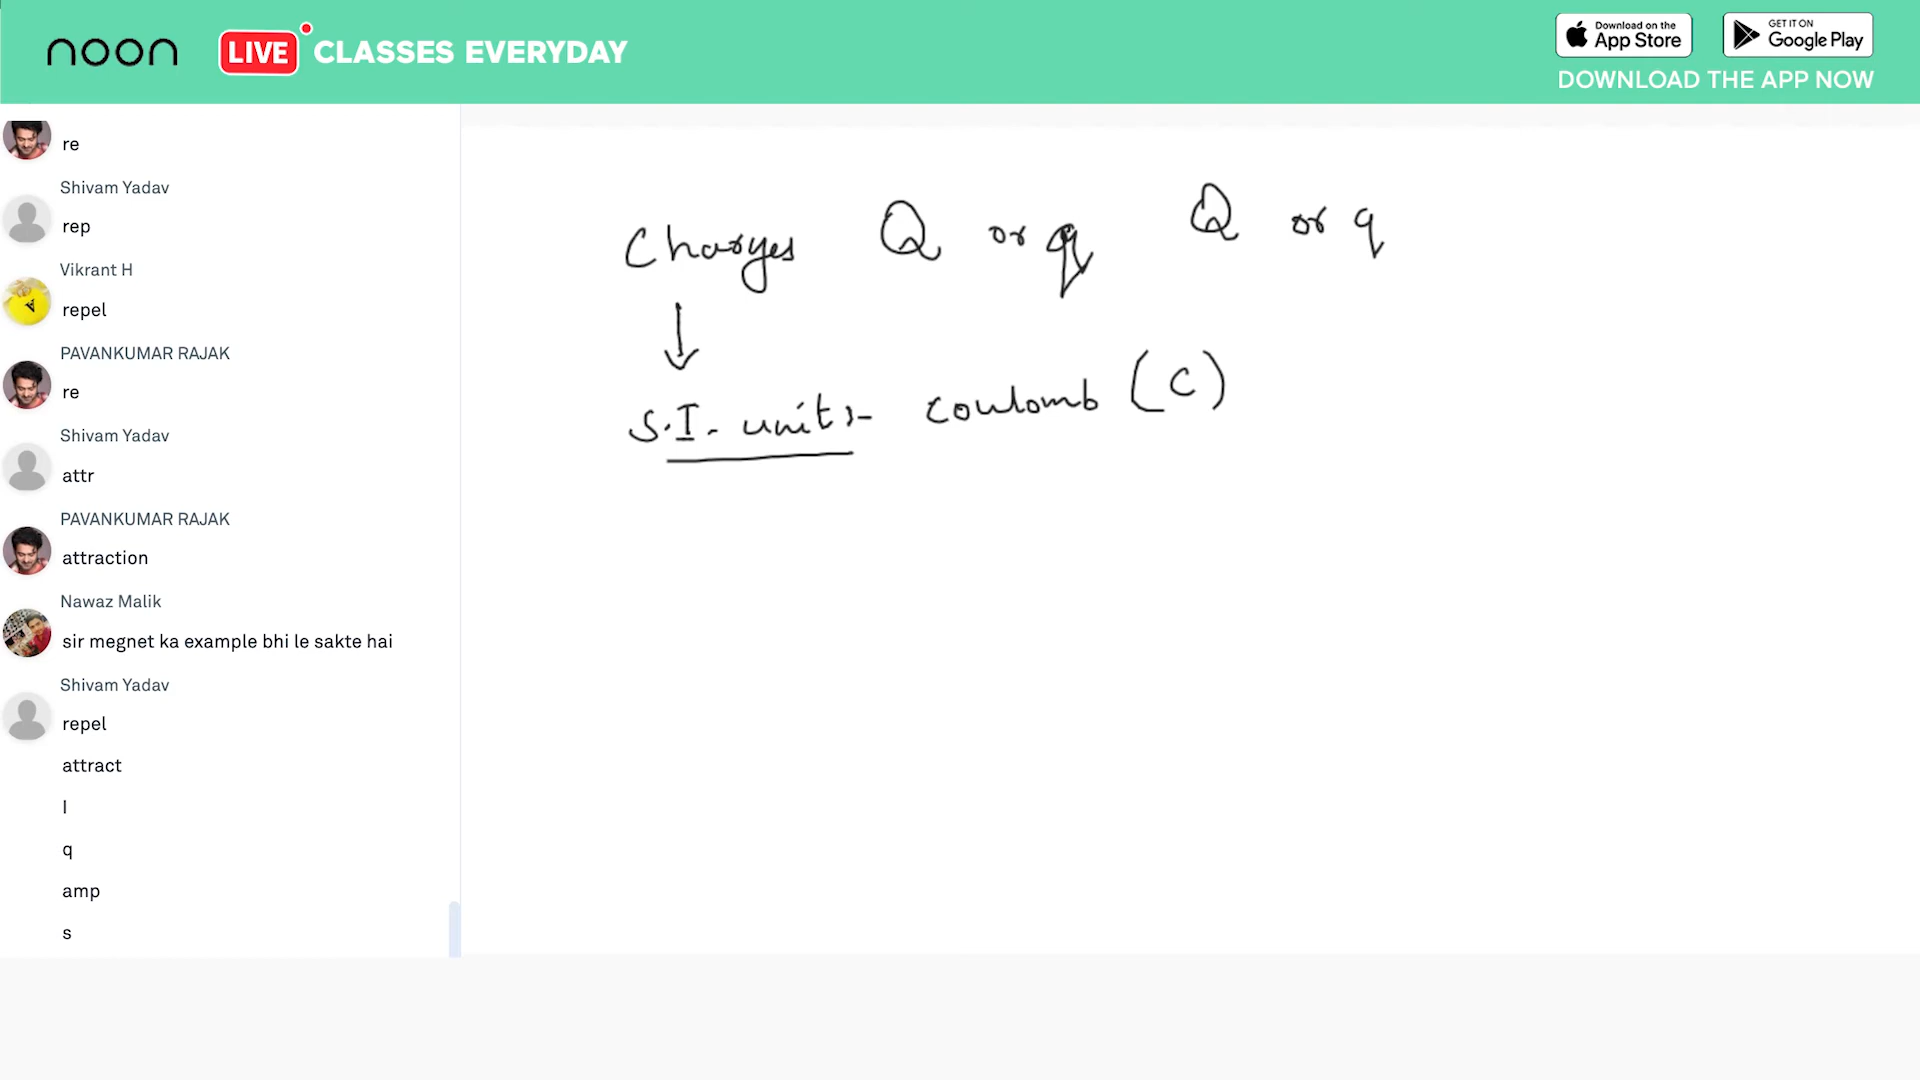 noon LIVE CLASSES EVERYDAY
Download on the App Store
GET IT ON Google Play
DOWNLOAD THE APP NOW
re
Shivam Yadav
rep
Vikrant H
repel
PAVANKUMAR RAJAK
re
Shivam Yadav
attr
PAVANKUMAR RAJAK
attraction
Nawaz Malik
sir megnet ka example bhi le sakte hai
Shivam Yadav
repel
attract
I
q
amp
s
Charges Q or q Q or q
↓
S.I. unit:- coulomb (C)